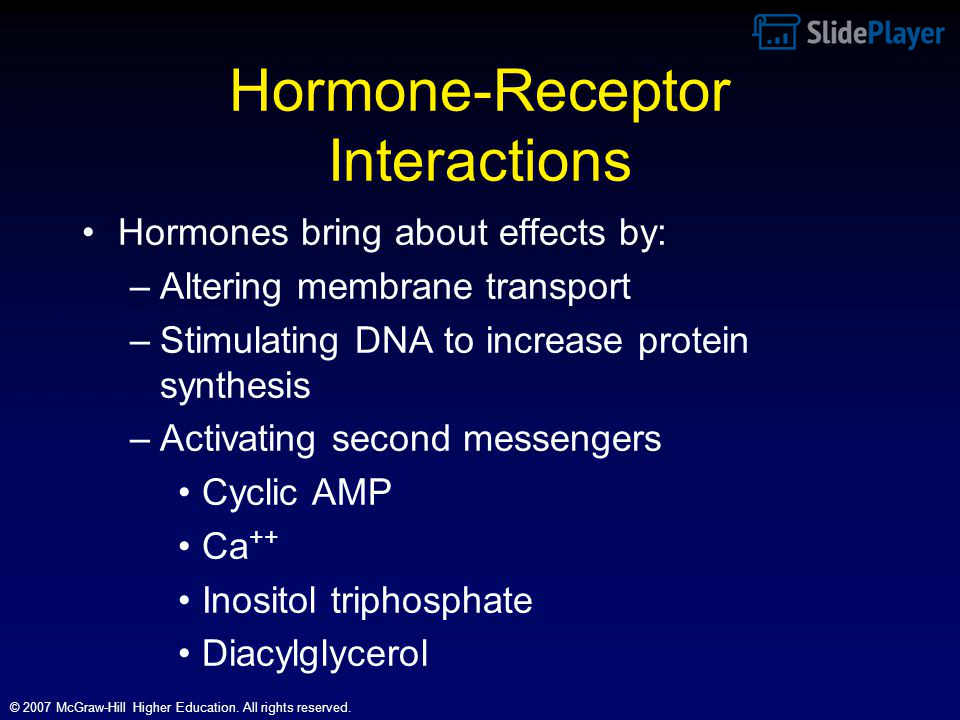 SlidePlayer
Hormone-Receptor
Interactions
• Hormones bring about effects by:
– Altering membrane transport
– Stimulating DNA to increase protein
synthesis
– Activating second messengers
• Cyclic AMP
• Ca++
• Inositol triphosphate
• Diacylglycerol
© 2007 McGraw-Hill Higher Education. All rights reserved.